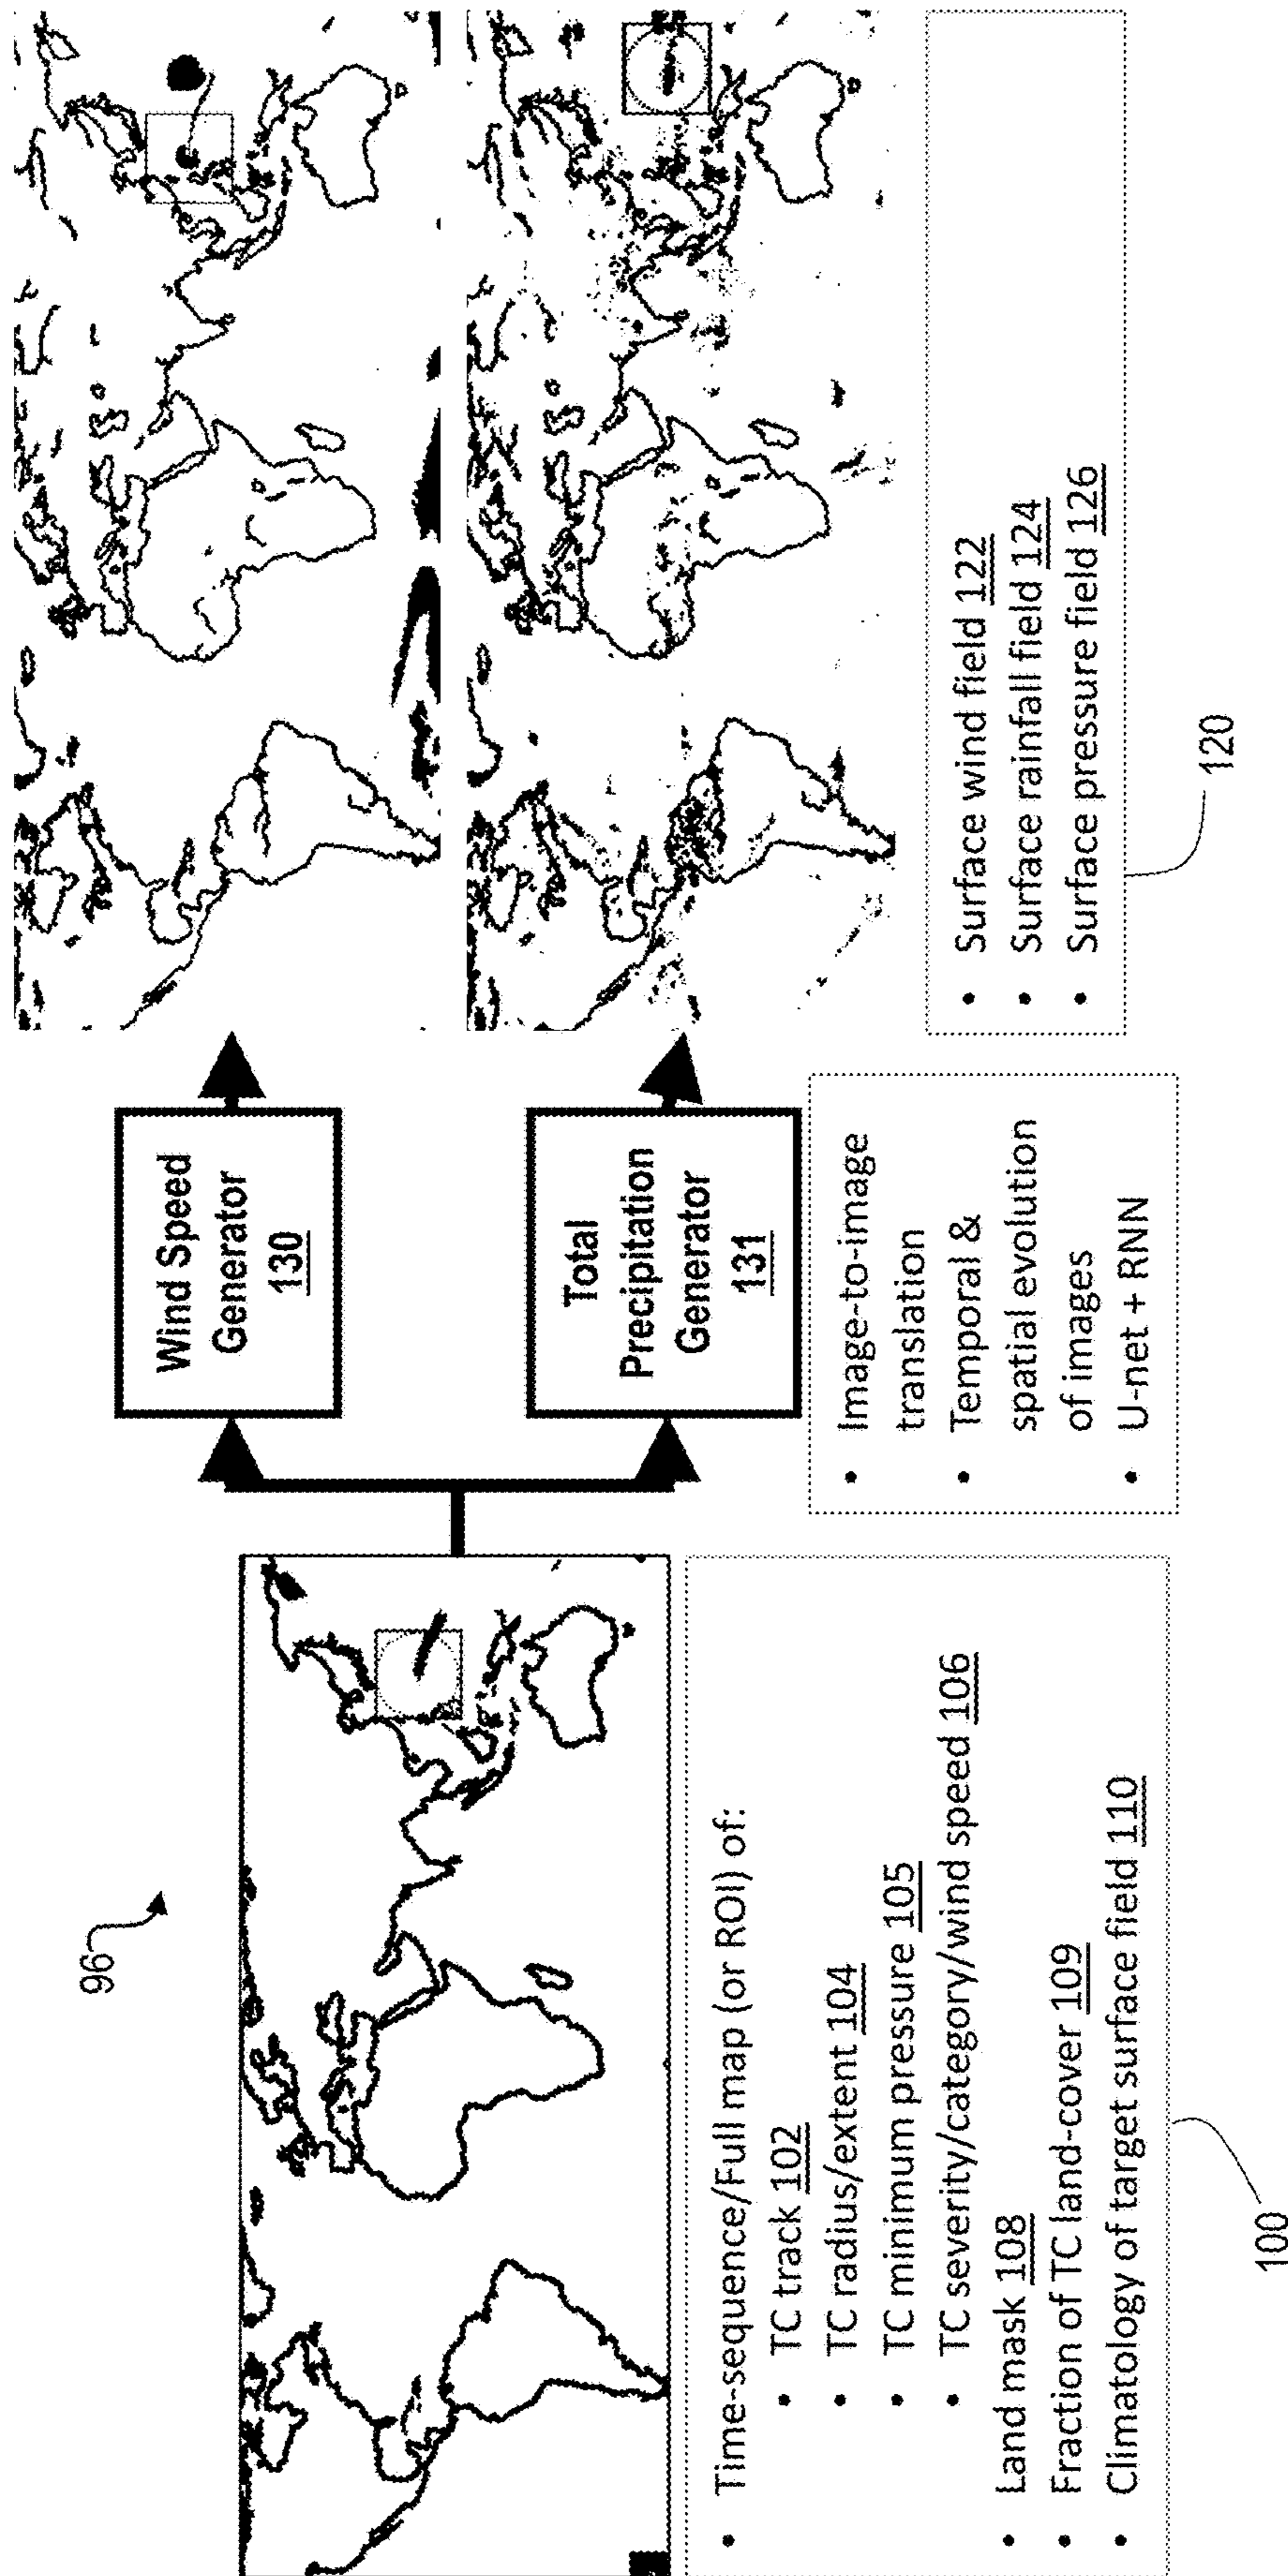 96
Time-sequence/Full map (or ROI) of:
TC track 102
TC radius/extent 104
TC minimum pressure 105
TC severity/category/wind speed 106
Land mask 108
Fraction of TC land-cover 109
Climatology of target surface field 110
100
Wind Speed
Generator
130
Total
Precipitation
Generator
131
Image-to-image
translation
Temporal &
spatial evolution
of images
U-net + RNN
Surface wind field 122
Surface rainfall field 124
Surface pressure field 126
120